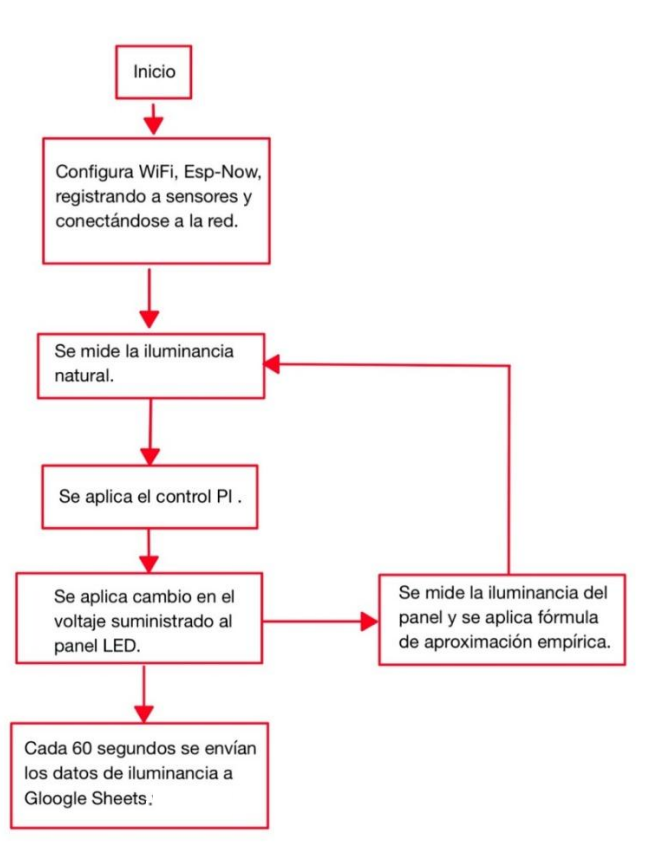 Inicio
Configura WiFi, Esp-Now,
registrando a sensores y
conectándose a la red.
Se mide la iluminancia
natural.
Se aplica el control PI .
Se aplica cambio en el
voltaje suministrado al
panel LED.
Se mide la iluminancia del
panel y se aplica fórmula
de aproximación empírica.
Cada 60 segundos se envían
los datos de iluminancia a
Gloogle Sheets.